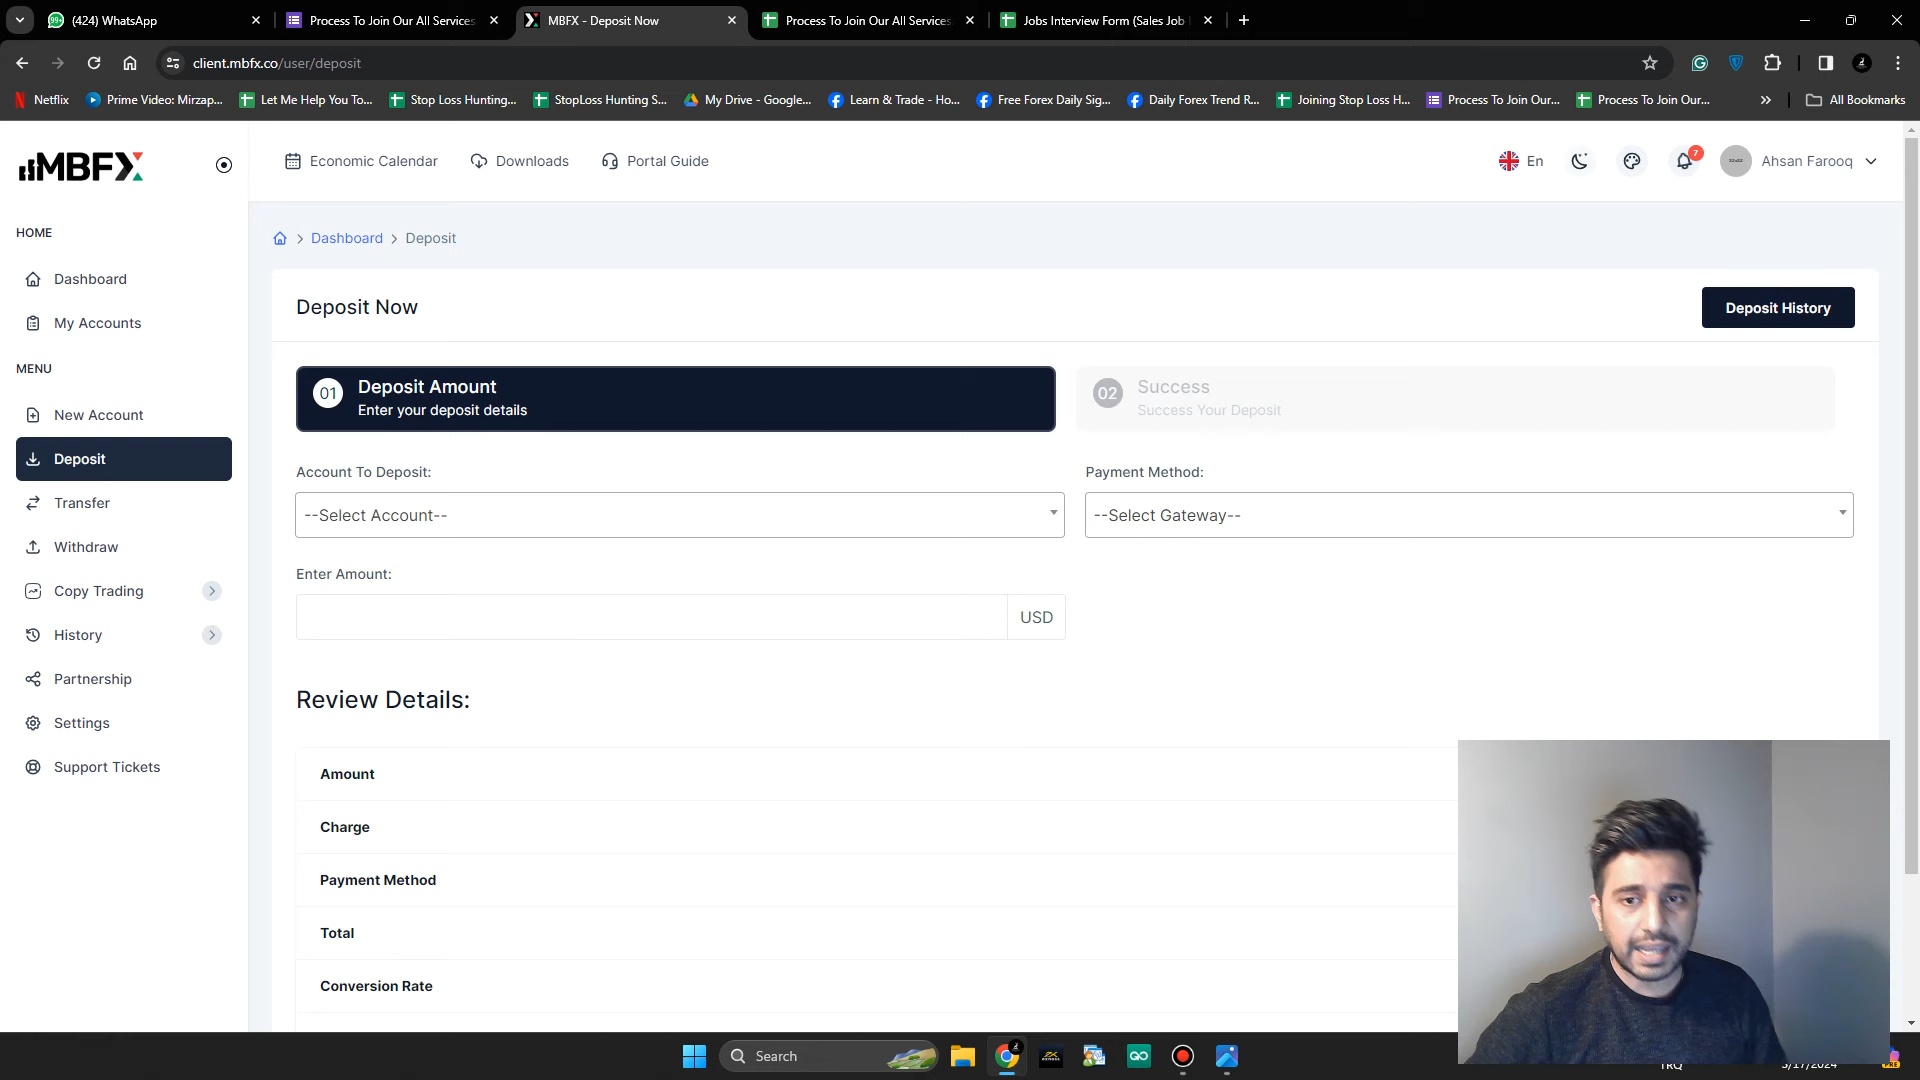 (424) WhatsApp
Process To Join Our All Services
MBFX - Deposit Now
Process To Join Our All Services
Jobs Interview Form (Sales Job
client.mbfx.co/user/deposit
Netflix
Prime Video: Mirzap...
Let Me Help You To...
Stop Loss Hunting...
StopLoss Hunting S...
My Drive - Google...
Learn & Trade - Ho...
Free Forex Daily Sig...
Daily Forex Trend R...
Joining Stop Loss H...
Process To Join Our...
Process To Join Our...
All Bookmarks
MBFX
Economic Calendar
Downloads
Portal Guide
En
7
Ahsan Farooq
HOME
Dashboard
My Accounts
MENU
New Account
Deposit
Transfer
Withdraw
Copy Trading
History
Partnership
Settings
Support Tickets
Dashboard
Deposit
Deposit Now
Deposit History
01
Deposit Amount
Enter your deposit details
02
Success
Success Your Deposit
Account To Deposit:
--Select Account--
Payment Method:
--Select Gateway--
Enter Amount:
USD
Review Details:
Amount
Charge
Payment Method
Total
Conversion Rate
Search